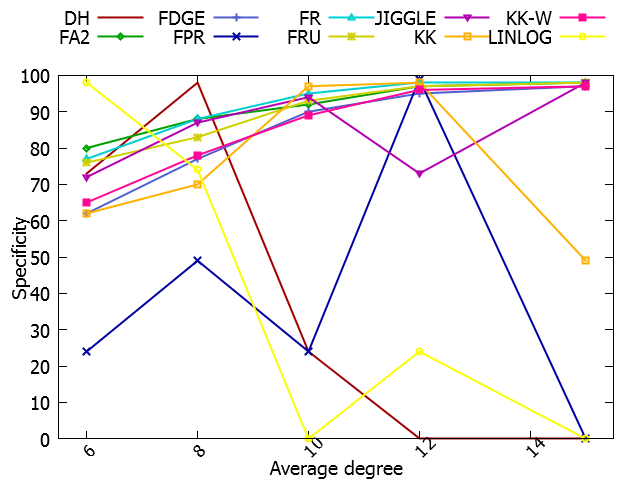 DH FDGE FR JIGGLE KK-W
FA2 FPR FRU KK LINLOG
100
90
80
70
60
50
40
30
20
10
0
Specificity
6 8 10 12 14
Average degree